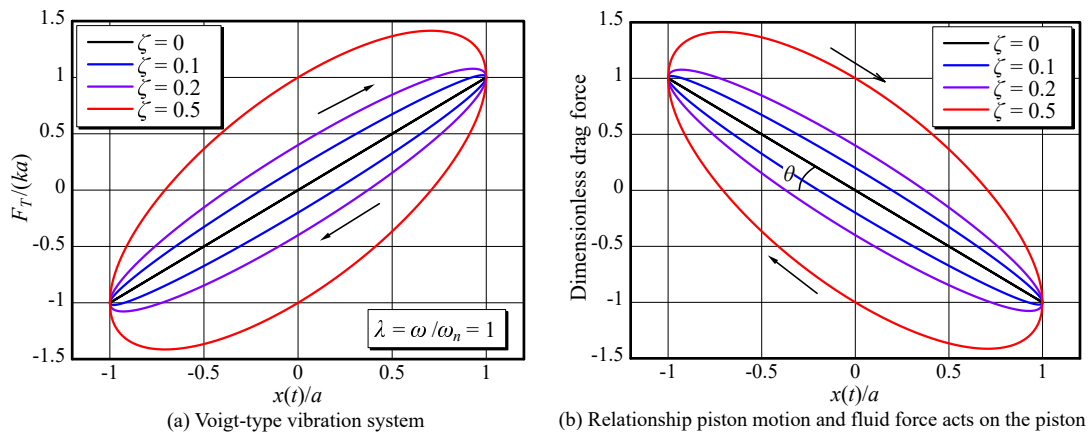 ζ = 0
ζ = 0.1
ζ = 0.2
ζ = 0.5
1.5
1
0.5
0
-0.5
-1
-1.5
F_T/(ka)
λ = ω /ω_n = 1
-1 -0.5 0 0.5 1
x(t)/a
(a) Voigt-type vibration system
ζ = 0
ζ = 0.1
ζ = 0.2
ζ = 0.5
1.5
1
0.5
0
-0.5
-1
-1.5
Dimensionless drag force
θ
-1 -0.5 0 0.5 1
x(t)/a
(b) Relationship piston motion and fluid force acts on the piston